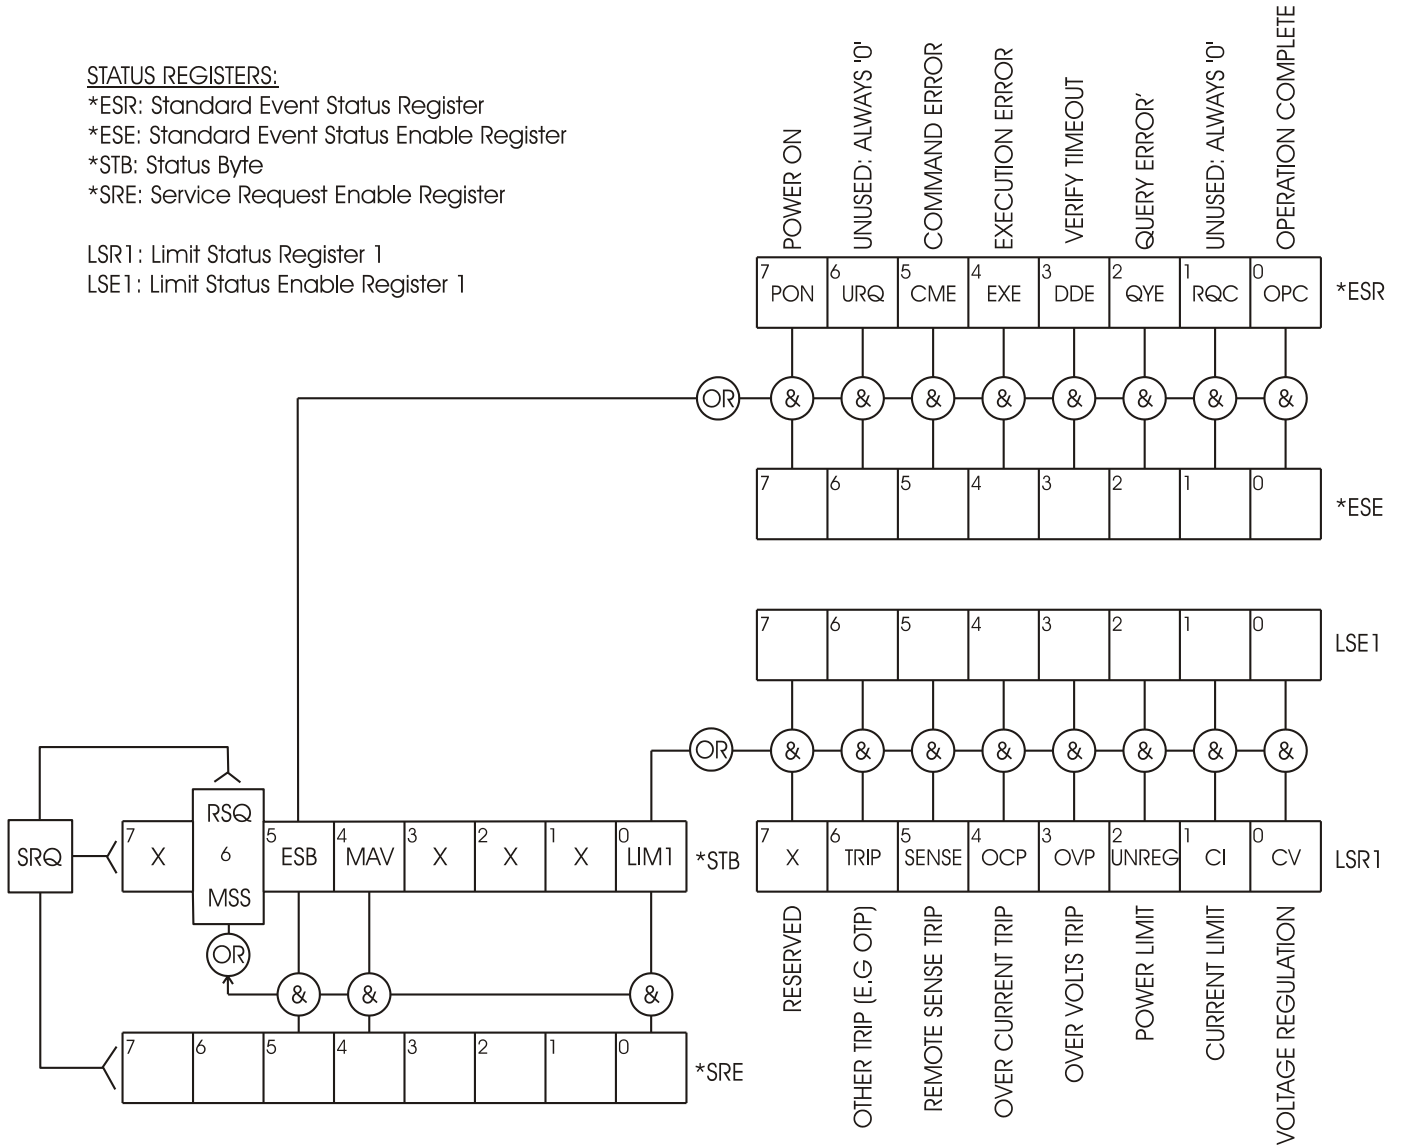 STATUS REGISTERS:
*ESR: Standard Event Status Register
*ESE: Standard Event Status Enable Register
*STB: Status Byte
*SRE: Service Request Enable Register
LSR1: Limit Status Register 1
LSE1: Limit Status Enable Register 1
POWER ON
UNUSED: ALWAYS '0'
COMMAND ERROR
EXECUTION ERROR
VERIFY TIMEOUT
QUERY ERROR'
UNUSED: ALWAYS '0'
OPERATION COMPLETE
7 6 5 4 3 2 1 0
PON URQ CME EXE DDE QYE RQC OPC *ESR
OR & & & & & & & &
7 6 5 4 3 2 1 0
*ESE
7 6 5 4 3 2 1 0
LSE1
OR & & & & & & & &
SRQ
7 5 4 3 2 1 0
RSQ
X 6 ESB MAV X X X LIM1 *STB
MSS
OR
& & &
7 6 5 4 3 2 1 0
*SRE
7 6 5 4 3 2 1 0
X TRIP SENSE OCP OVP UNREG CI CV LSR1
RESERVED
OTHER TRIP (E.G OTP)
REMOTE SENSE TRIP
OVER CURRENT TRIP
OVER VOLTS TRIP
POWER LIMIT
CURRENT LIMIT
VOLTAGE REGULATION